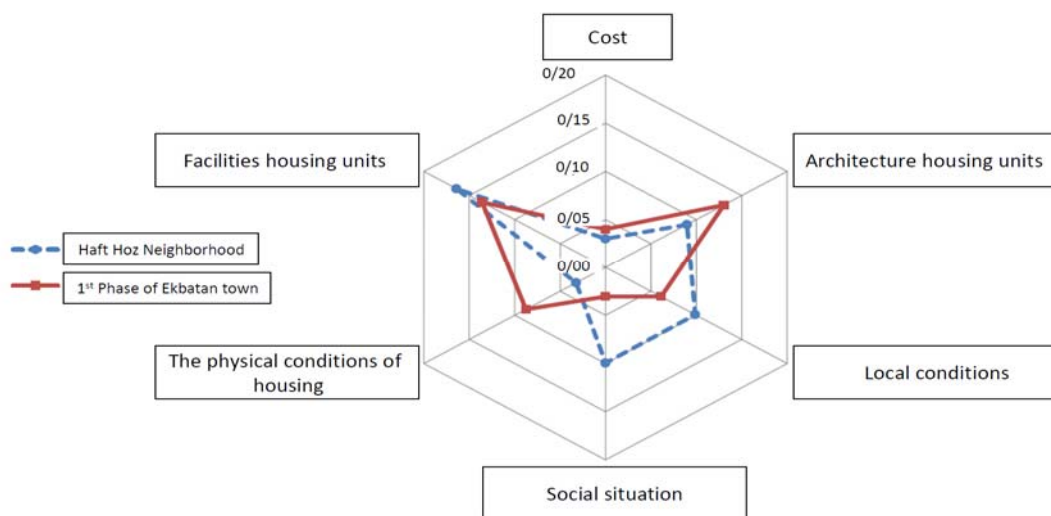 Cost
0/20
0/15
0/10
0/05
0/00
Facilities housing units
Architecture housing units
Haft Hoz Neighborhood
1st Phase of Ekbatan town
The physical conditions of
housing
Local conditions
Social situation